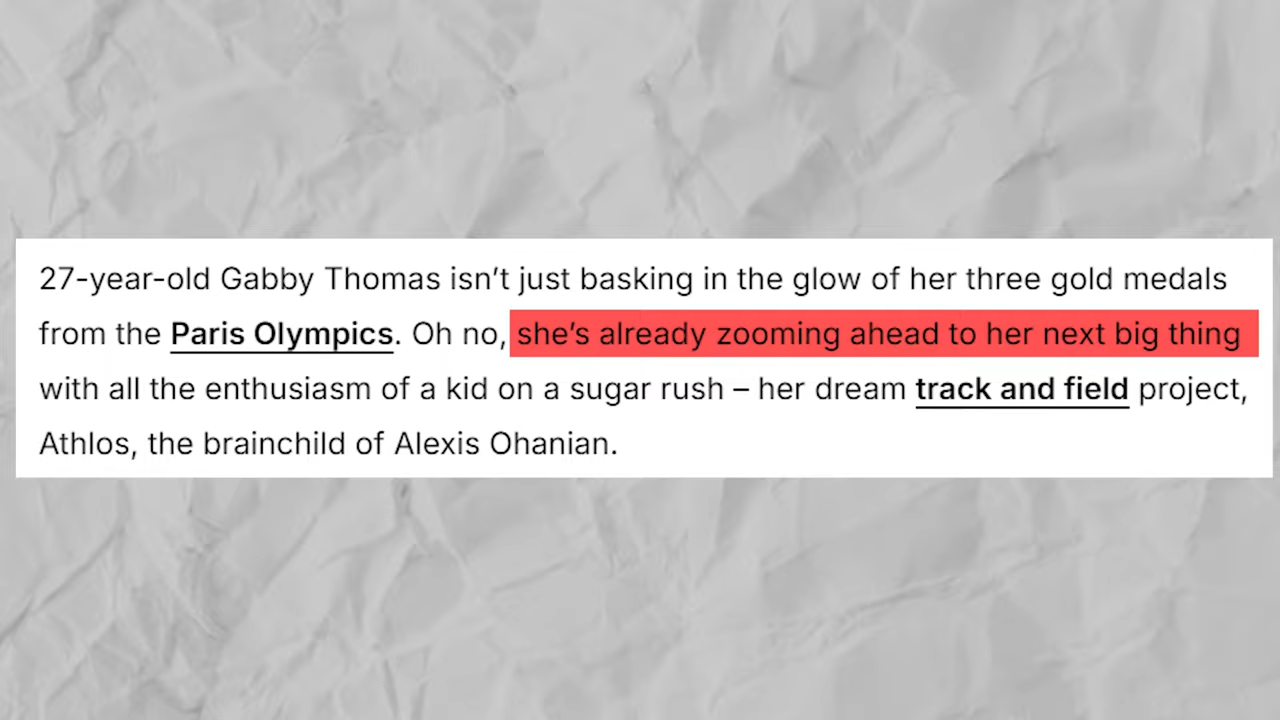 27-year-old Gabby Thomas isn’t just basking in the glow of her three gold medals
from the Paris Olympics. Oh no, she’s already zooming ahead to her next big thing
with all the enthusiasm of a kid on a sugar rush – her dream track and field project,
Athlos, the brainchild of Alexis Ohanian.